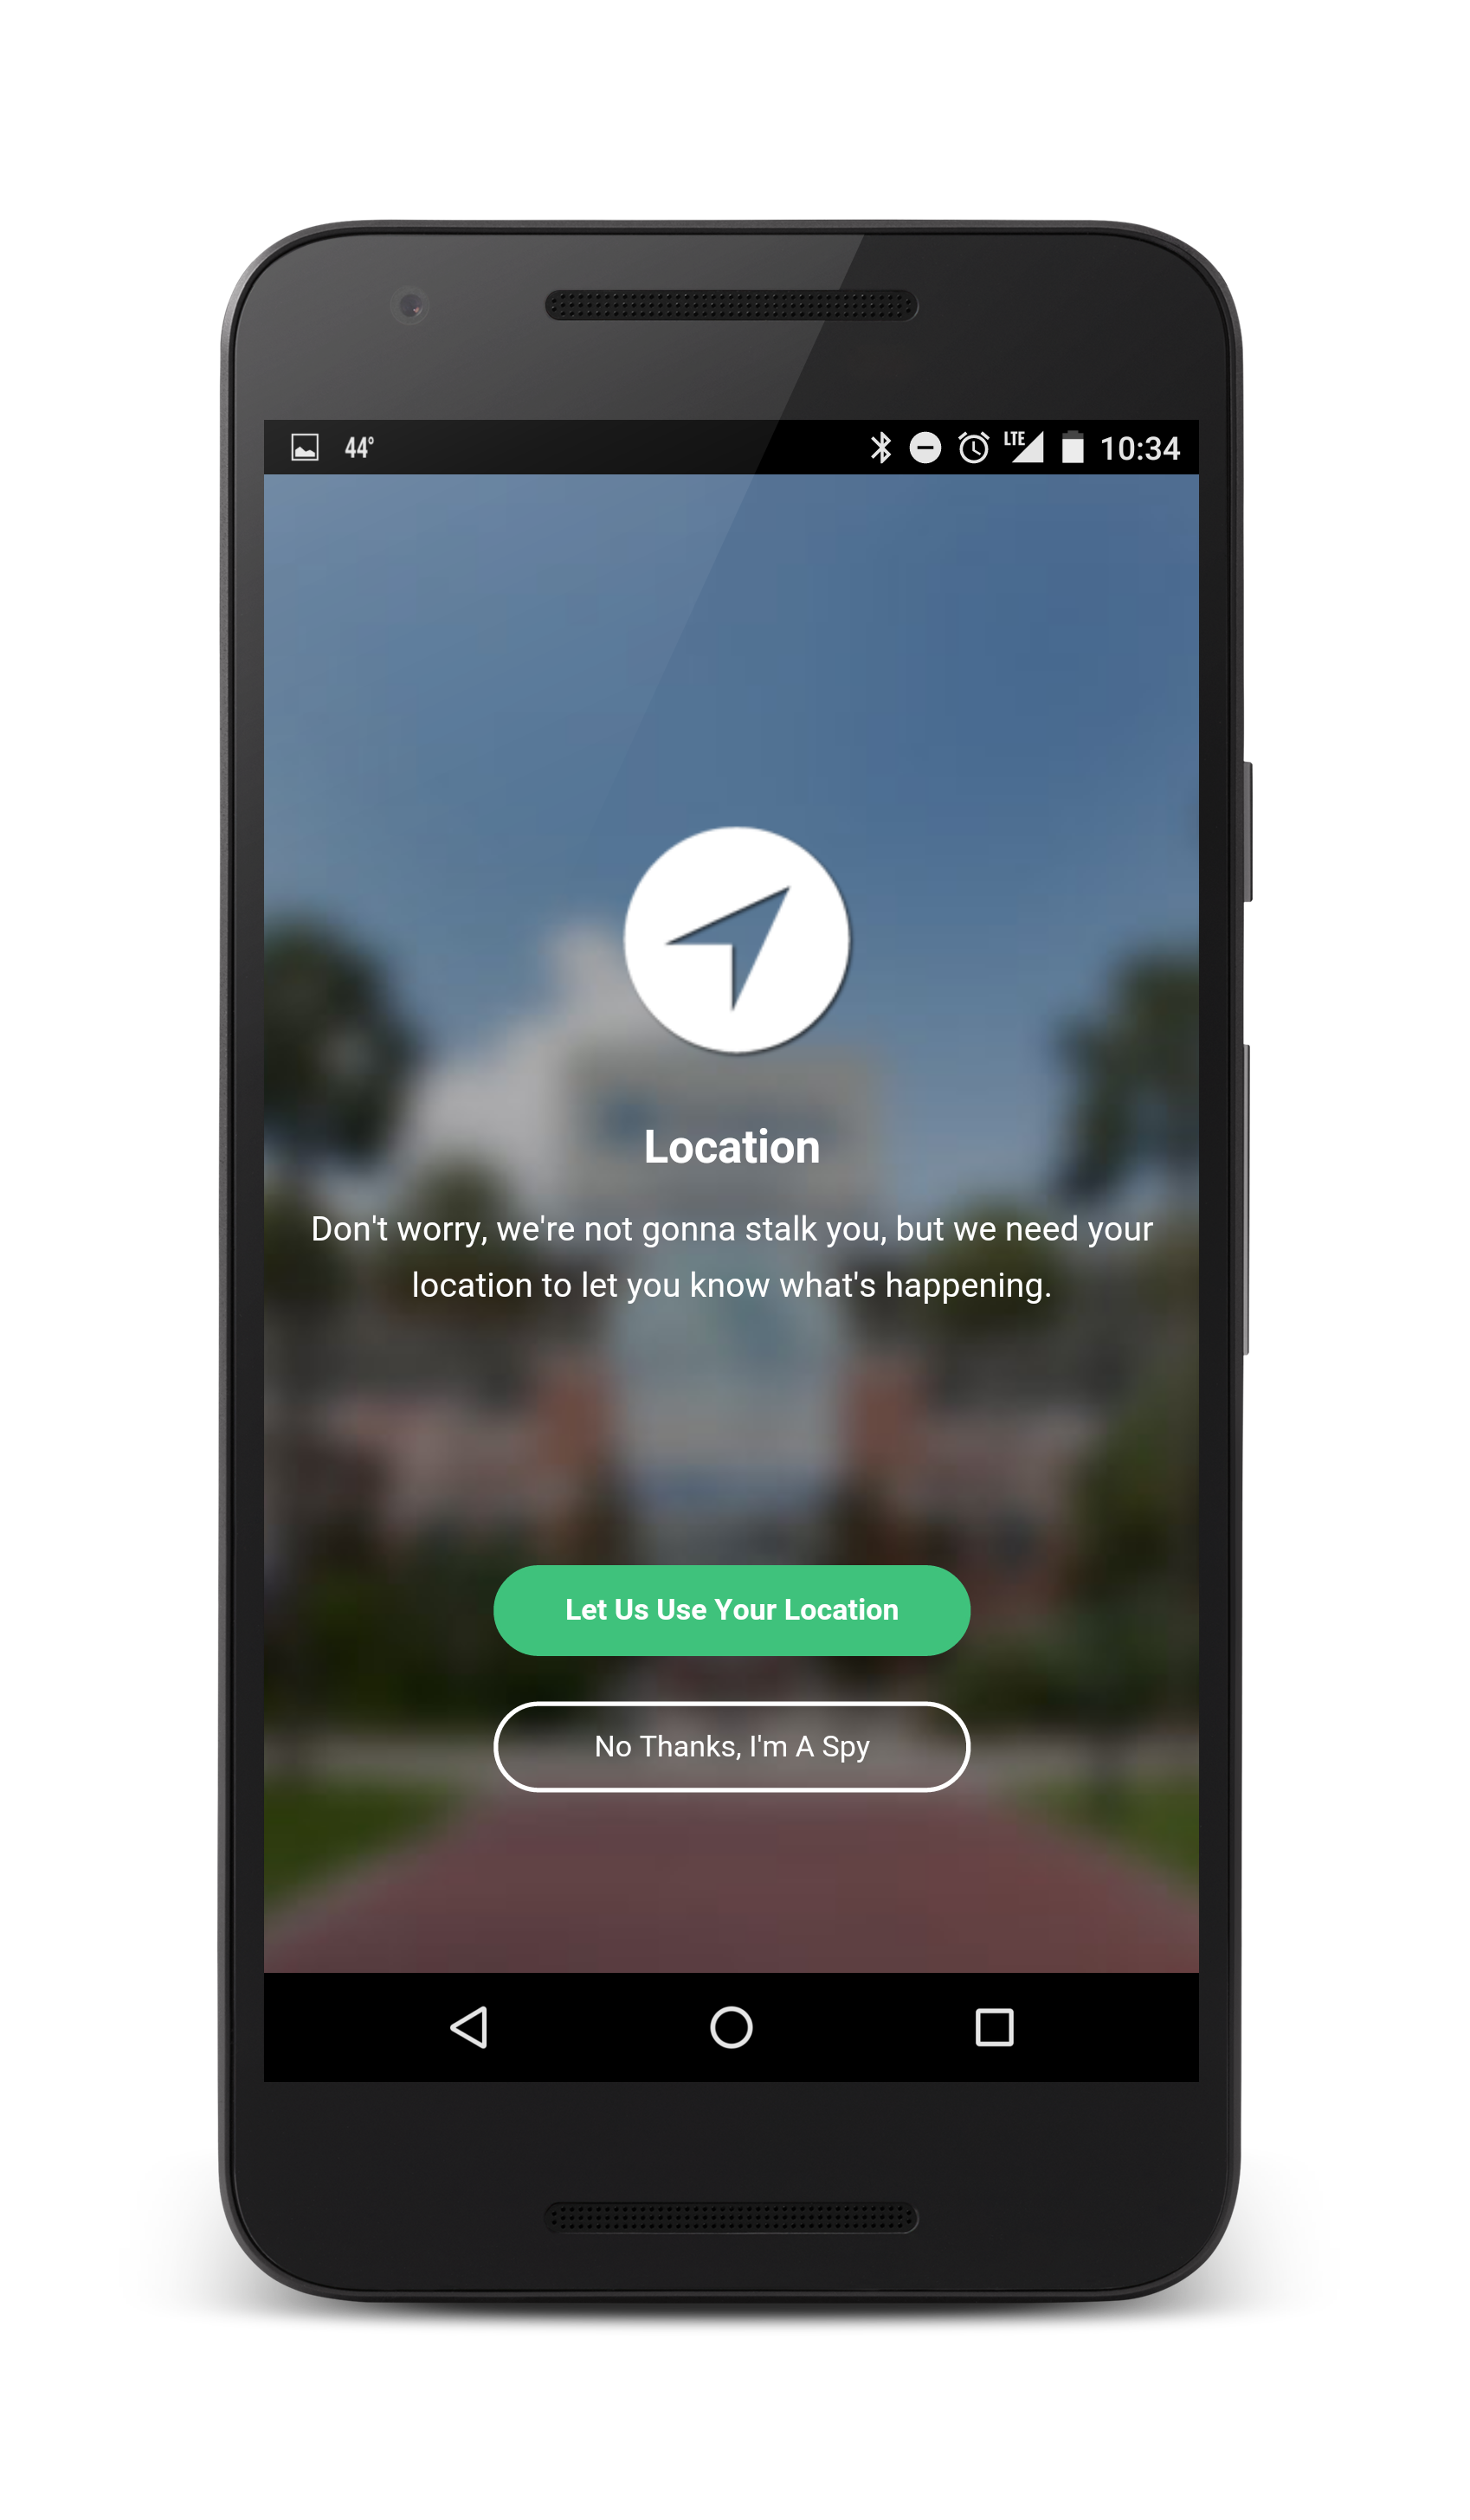 44° LTE 10:34
Location
Don't worry, we're not gonna stalk you, but we need your
location to let you know what's happening.
Let Us Use Your Location
No Thanks, I'm A Spy